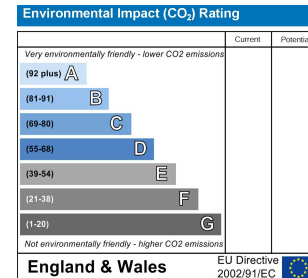 Environmental Impact (CO₂) Rating
Current Potentia
Very environmentally friendly - lower CO2 emissions
(92 plus) A
(81-91) B
(69-80) C
(55-68) D
(39-54) E
(21-38) F
(1-20) G
Not environmentally friendly - higher CO2 emissions
England & Wales
EU Directive
2002/91/EC